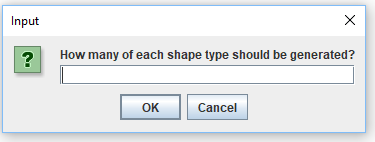 Input
?
How many of each shape type should be generated?
OK
Cancel